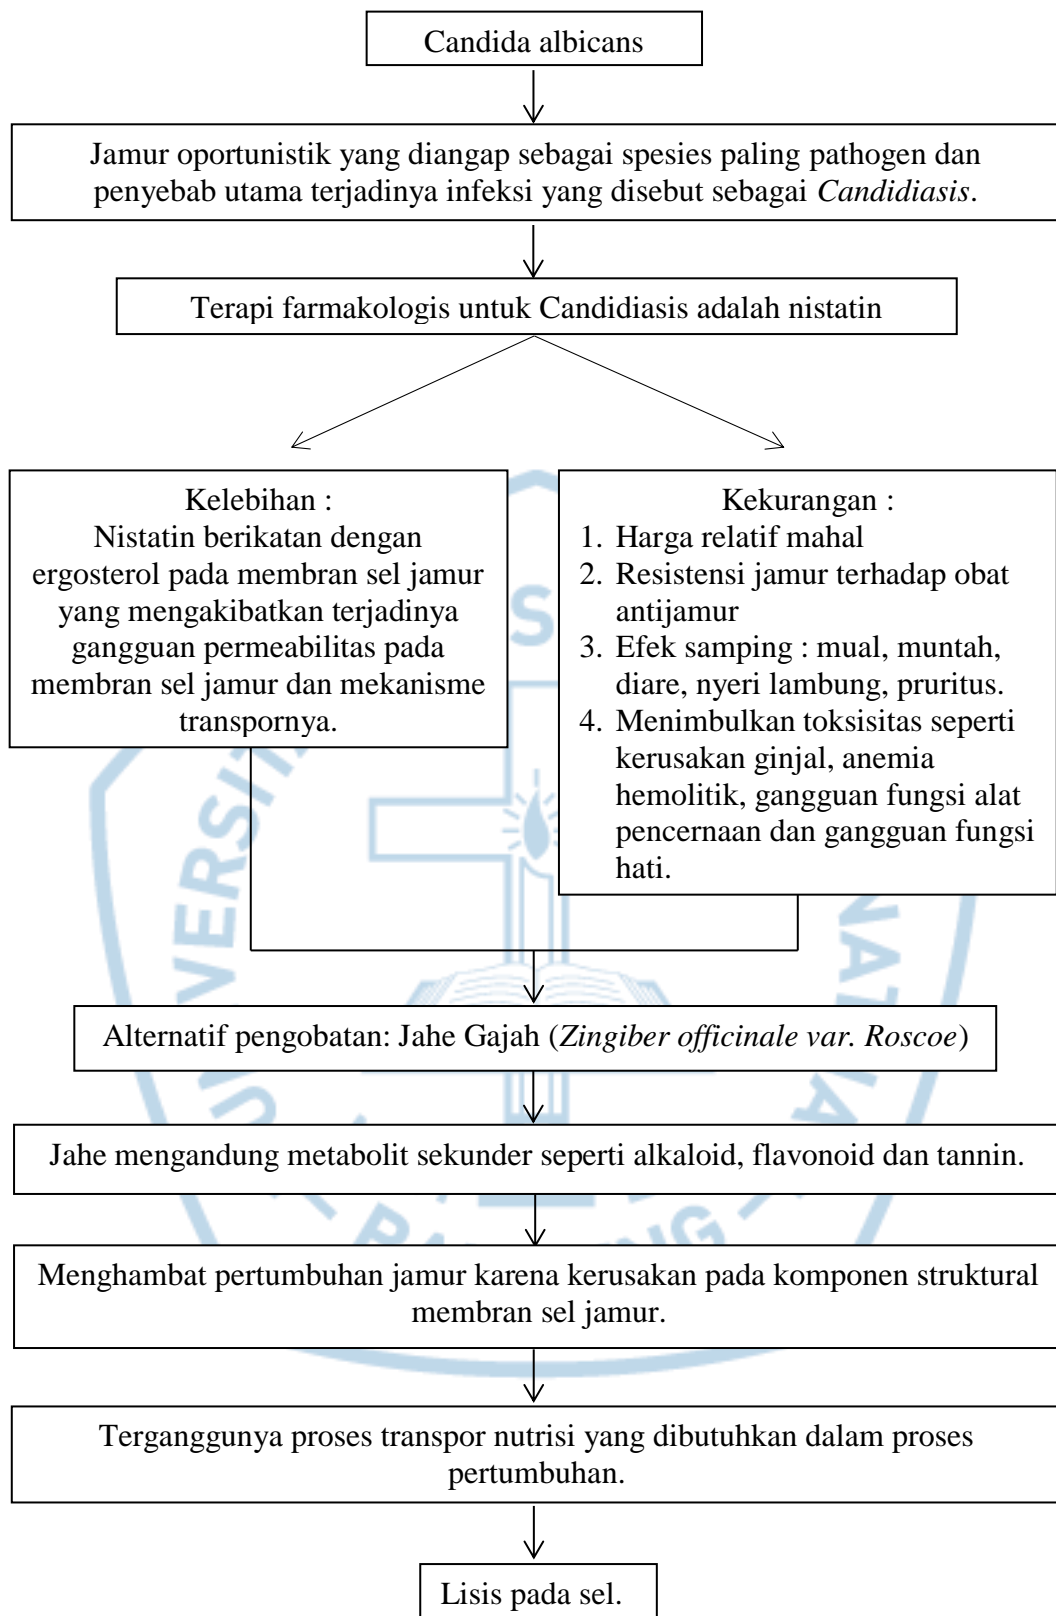 Candida albicans
Jamur oportunistik yang diangap sebagai spesies paling pathogen dan
penyebab utama terjadinya infeksi yang disebut sebagai Candidiasis.
Terapi farmakologis untuk Candidiasis adalah nistatin
Kelebihan :
Nistatin berikatan dengan
ergosterol pada membran sel jamur
yang mengakibatkan terjadinya
gangguan permeabilitas pada
membran sel jamur dan mekanisme
transpornya.
Kekurangan :
1. Harga relatif mahal
2. Resistensi jamur terhadap obat
antijamur
3. Efek samping : mual, muntah,
diare, nyeri lambung, pruritus.
4. Menimbulkan toksisitas seperti
kerusakan ginjal, anemia
hemolitik, gangguan fungsi alat
pencernaan dan gangguan fungsi
hati.
Alternatif pengobatan: Jahe Gajah (Zingiber officinale var. Roscoe)
Jahe mengandung metabolit sekunder seperti alkaloid, flavonoid dan tannin.
Menghambat pertumbuhan jamur karena kerusakan pada komponen struktural
membran sel jamur.
Terganggunya proses transpor nutrisi yang dibutuhkan dalam proses
pertumbuhan.
Lisis pada sel.